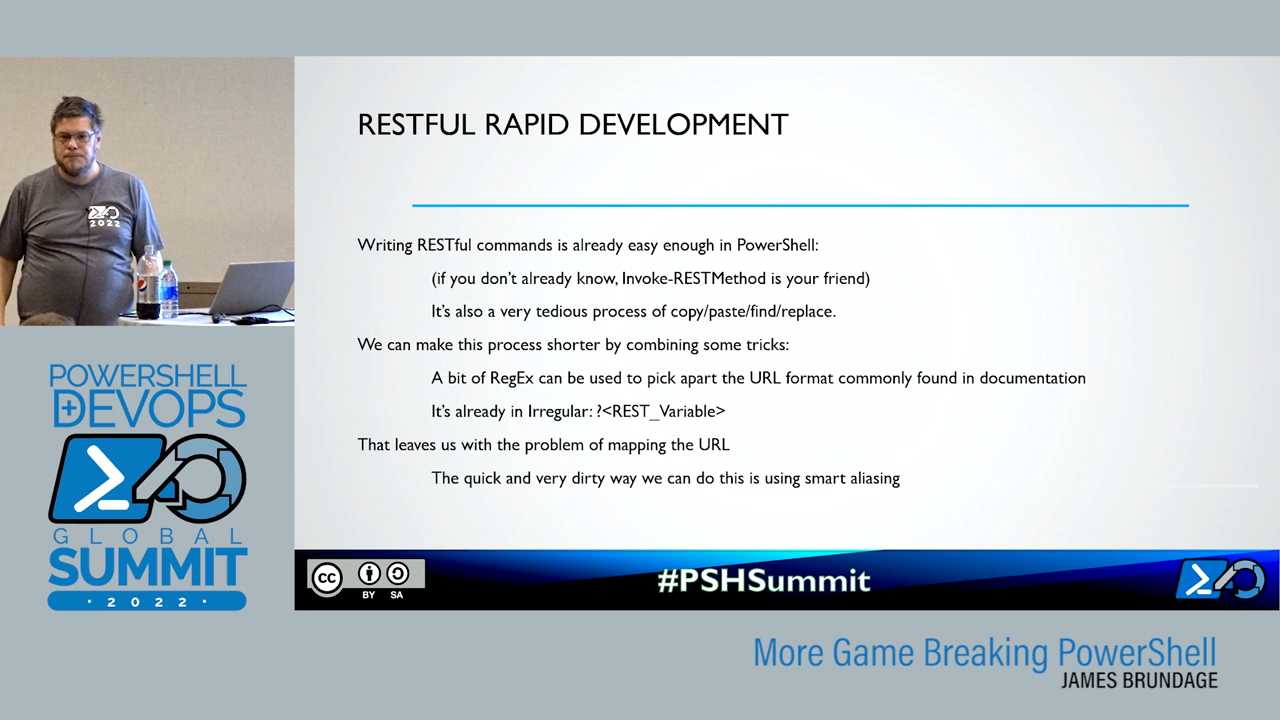 RESTFUL RAPID DEVELOPMENT
Writing RESTful commands is already easy enough in PowerShell:
(if you don't already know, Invoke-RESTMethod is your friend)
It's also a very tedious process of copy/paste/find/replace.
We can make this process shorter by combining some tricks:
A bit of RegEx can be used to pick apart the URL format commonly found in documentation
It's already in Irregular: ?<REST_Variable>
That leaves us with the problem of mapping the URL
The quick and very dirty way we can do this is using smart aliasing
2022
POWERSHELL
+DEVOPS
GLOBAL
SUMMIT
· 2022 ·
CC
BY SA
#PSHSummit
More Game Breaking PowerShell
JAMES BRUNDAGE